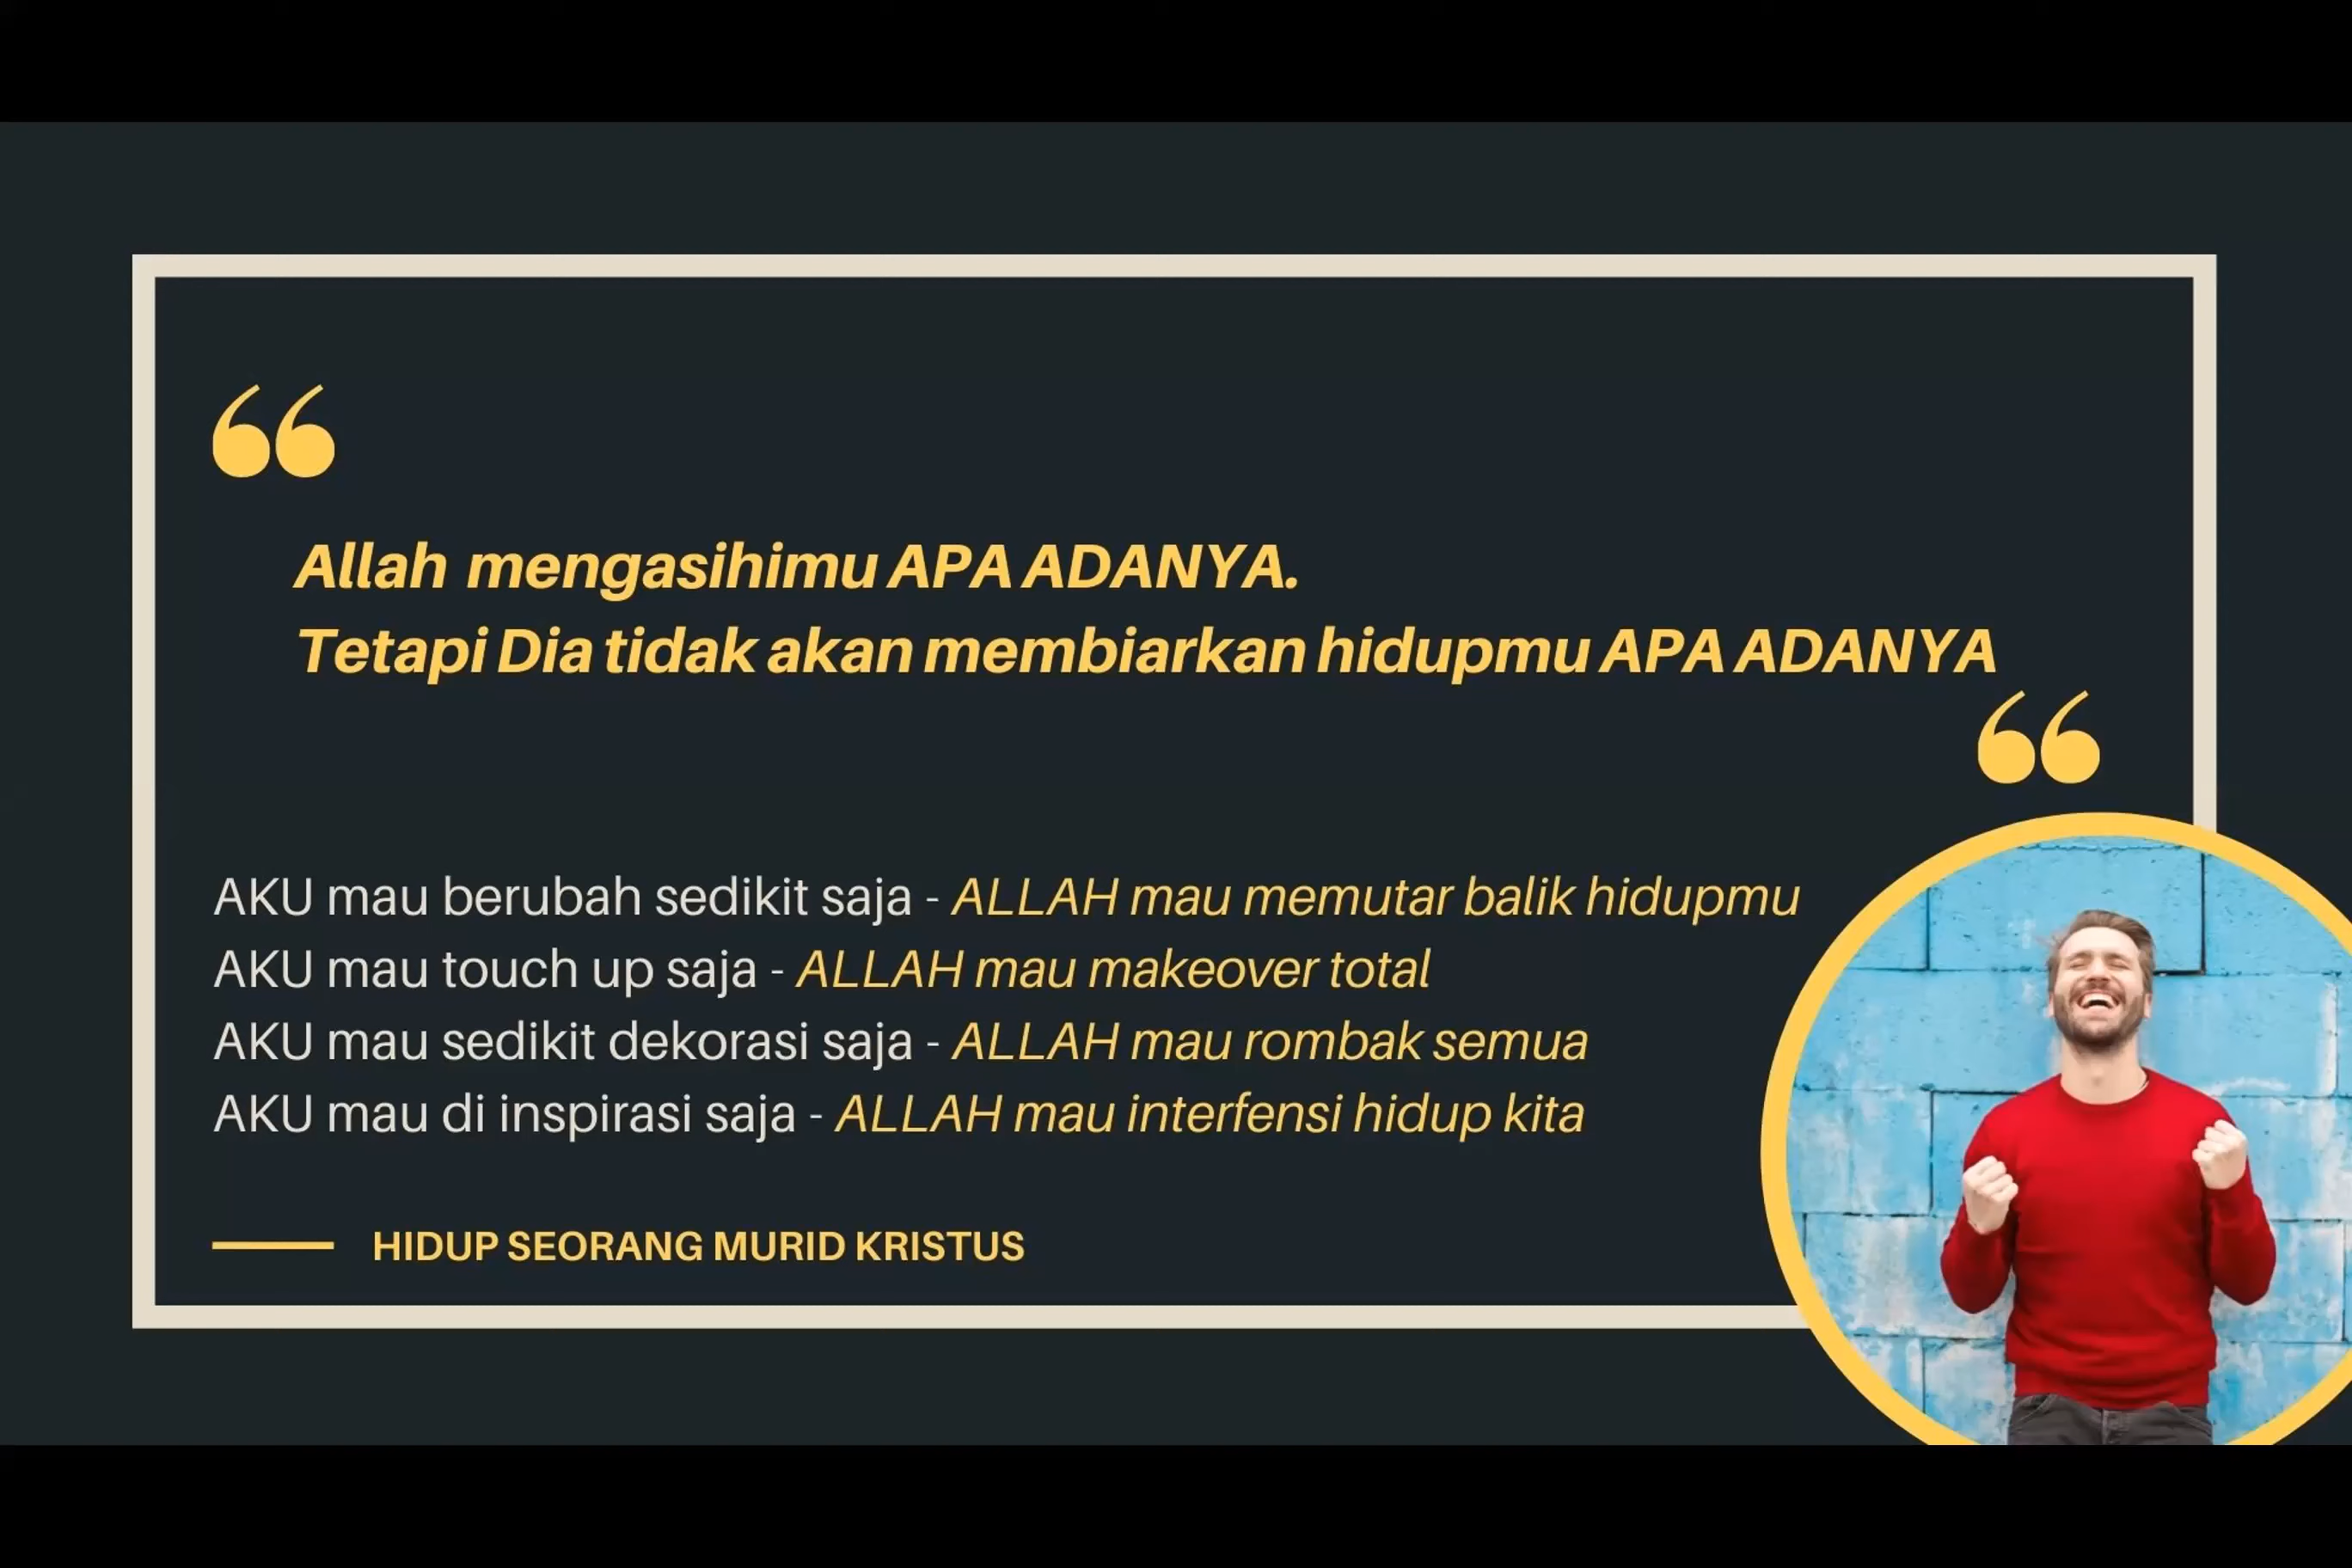 “
Allah mengasihimu APA ADANYA.
Tetapi Dia tidak akan membiarkan hidupmu APA ADANYA
“
AKU mau berubah sedikit saja - ALLAH mau memutar balik hidupmu
AKU mau touch up saja - ALLAH mau makeover total
AKU mau sedikit dekorasi saja - ALLAH mau rombak semua
AKU mau di inspirasi saja - ALLAH mau interfensi hidup kita
HIDUP SEORANG MURID KRISTUS